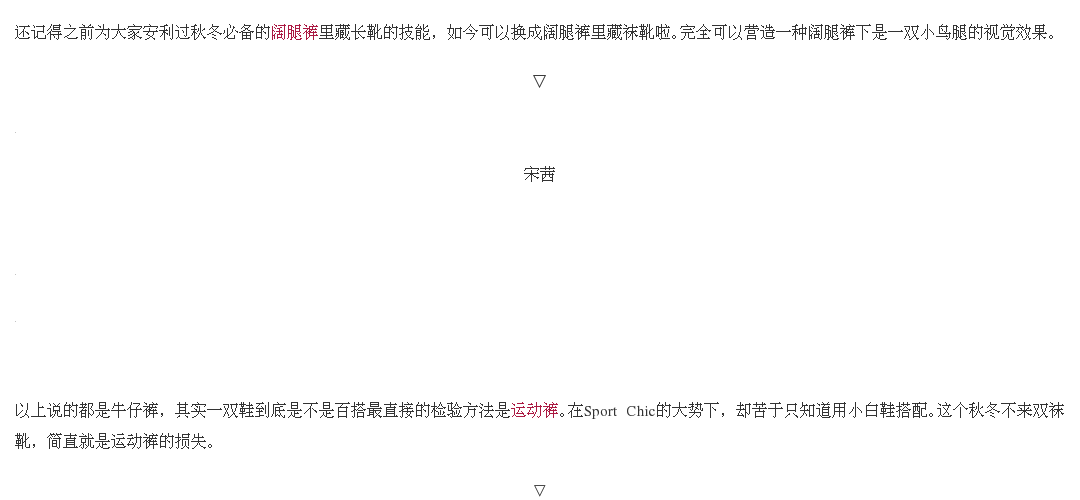 还记得之前为大家安利过秋冬必备的阔腿裤里藏长靴的技能，如今可以换成阔腿裤里藏袜靴啦。完全可以营造一种阔腿裤下是一双小鸟腿的视觉效果。
▽
宋茜
以上说的都是牛仔裤，其实一双鞋到底是不是百搭最直接的检验方法是运动裤。在Sport Chic的大势下，却苦于只知道用小白鞋搭配。这个秋冬不来双袜
靴，简直就是运动裤的损失。
▽